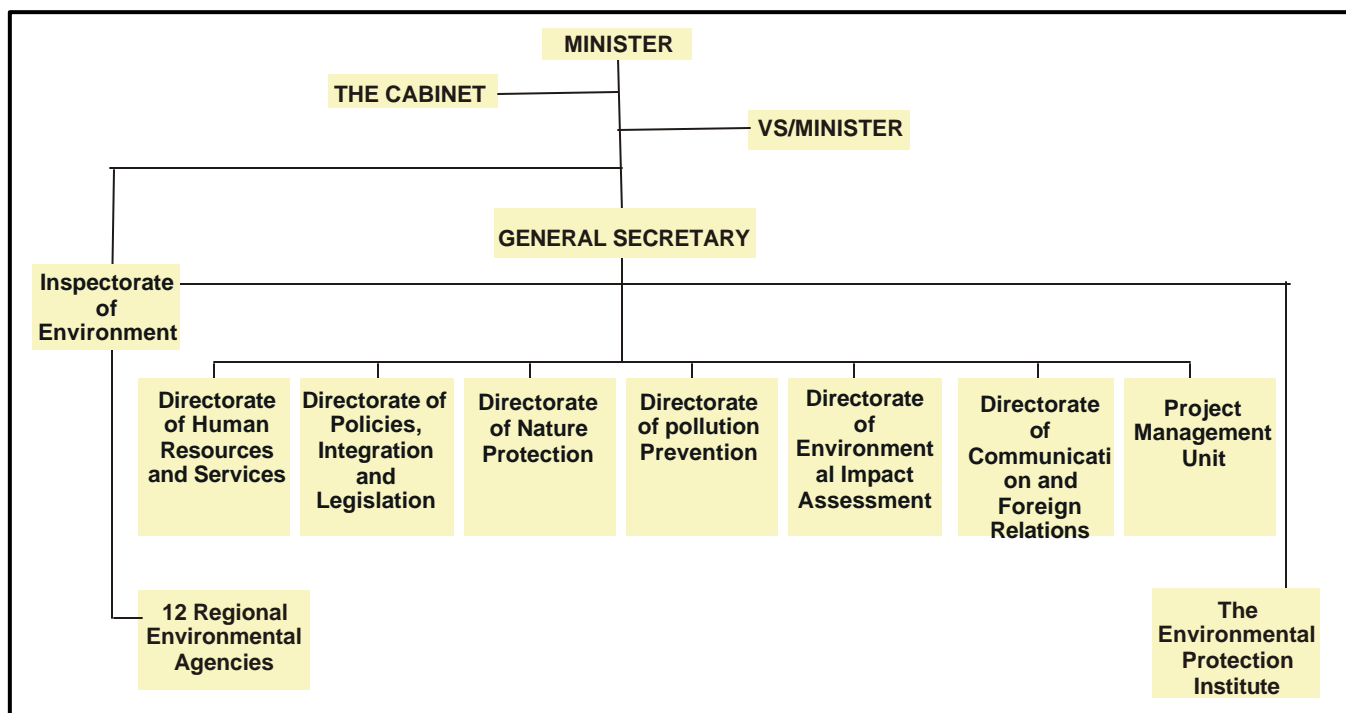 MINISTER
THE CABINET
VS/MINISTER
GENERAL SECRETARY
Inspectorate
of
Environment
Directorate
of Human
Resources
and Services
Directorate of
Policies,
Integration
and
Legislation
Directorate
of Nature
Protection
Directorate
of pollution
Prevention
Directorate
of
Environment
al Impact
Assessment
Directorate
of
Communicati
on and
Foreign
Relations
Project
Management
Unit
12 Regional
Environmental
Agencies
The
Environmental
Protection
Institute